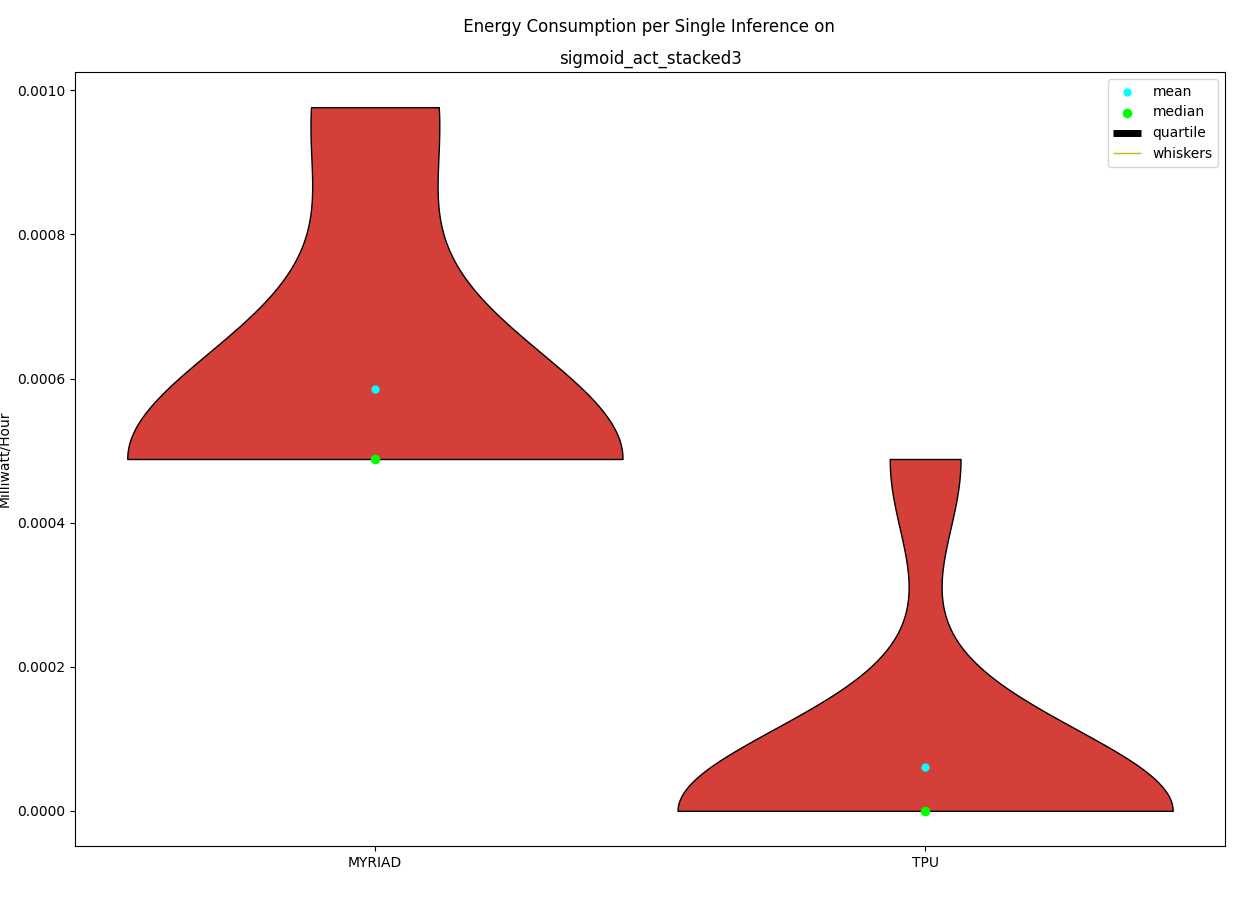 Energy Consumption per Single Inference on
sigmoid_act_stacked3
mean
median
quartile
whiskers
0.0010
0.0008
0.0006
0.0004
0.0002
0.0000
Milliwatt/Hour
MYRIAD
TPU